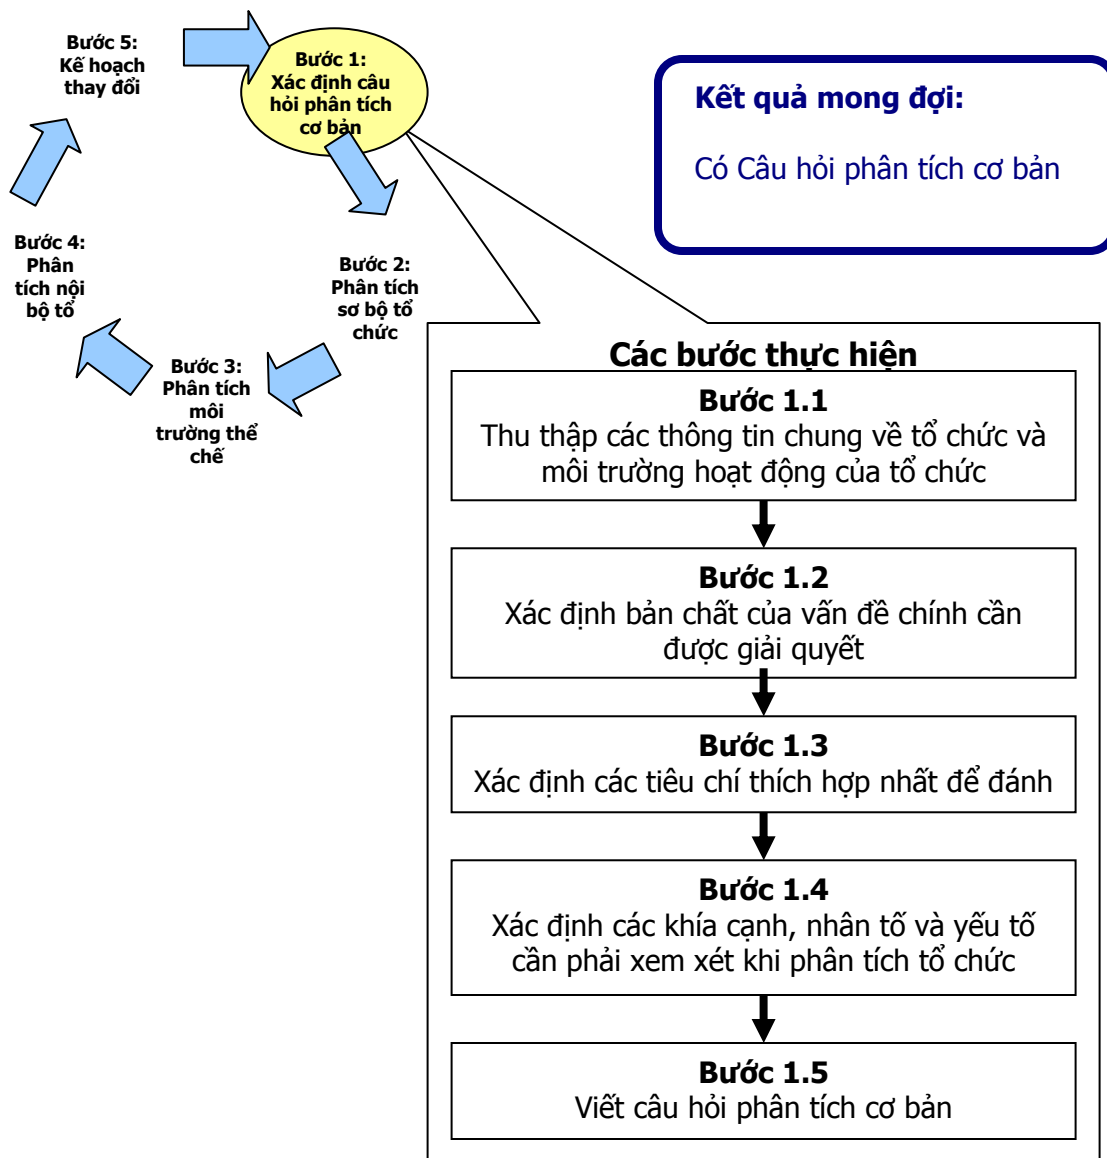 Bước 5:
Kế hoạch
thay đổi
Bước 1:
Xác định câu
hỏi phân tích
cơ bản
Kết quả mong đợi:
Có Câu hỏi phân tích cơ bản
Bước 4:
Phân
tích nội
bộ tổ
Bước 2:
Phân tích
sơ bộ tổ
chức
Bước 3:
Phân tích
môi
trường thể
chế
Các bước thực hiện
Bước 1.1
Thu thập các thông tin chung về tổ chức và
môi trường hoạt động của tổ chức
Bước 1.2
Xác định bản chất của vấn đề chính cần
được giải quyết
Bước 1.3
Xác định các tiêu chí thích hợp nhất để đánh
Bước 1.4
Xác định các khía cạnh, nhân tố và yếu tố
cần phải xem xét khi phân tích tổ chức
Bước 1.5
Viết câu hỏi phân tích cơ bản